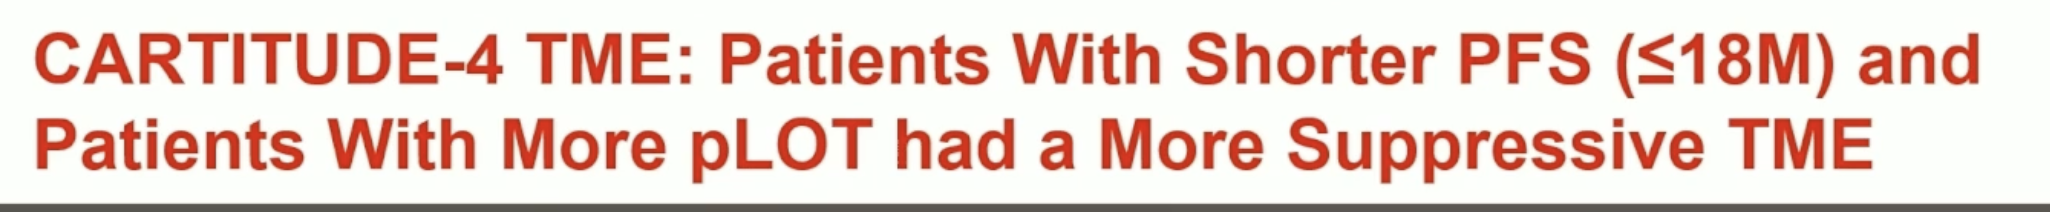 CARTITUDE-4 TME: Patients With Shorter PFS (≤18M) and
Patients With More pLOT had a More Suppressive TME